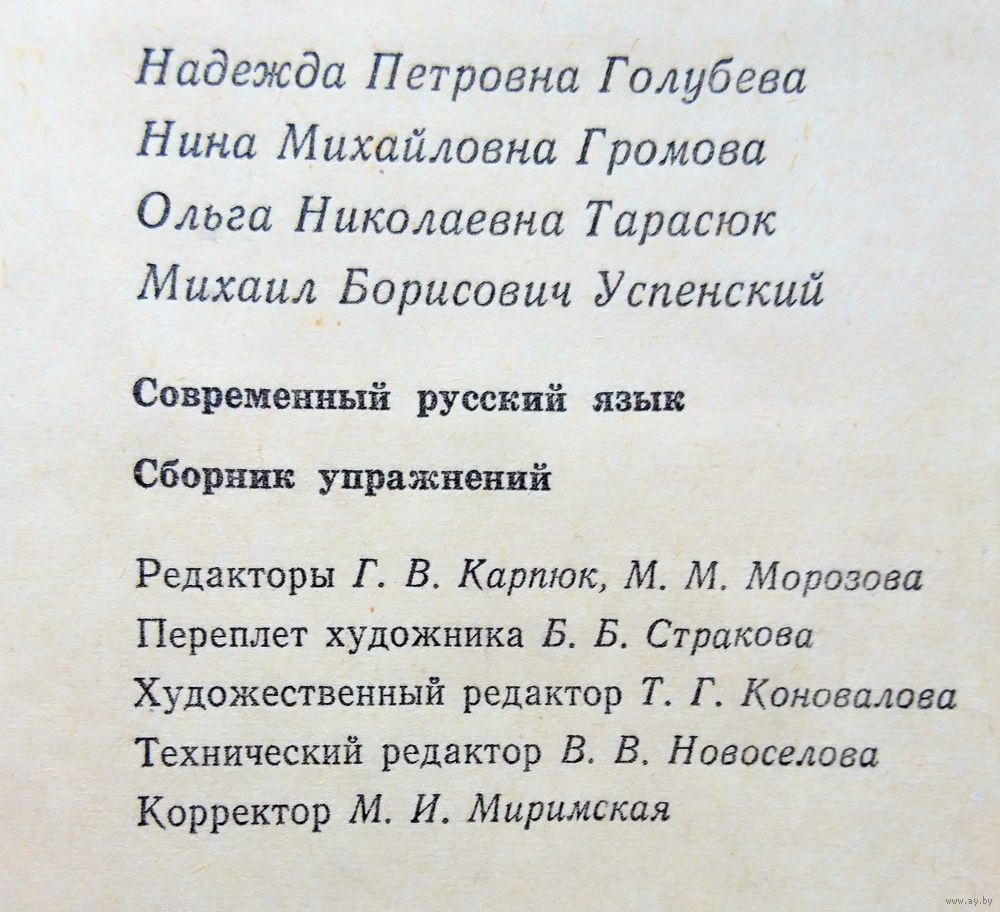 Надежда Петровна Голубева
Нина Михайловна Громова
Ольга Николаевна Тарасюк
Михаил Борисович Успенский
Современный русский язык
Сборник упражнений
Редакторы Г. В. Карпюк, М. М. Морозова
Переплет художника Б. Б. Стракова
Художественный редактор Т. Г. Коновалова
Технический редактор В. В. Новоселова
Корректор М. И. Миримская
www.ay.by